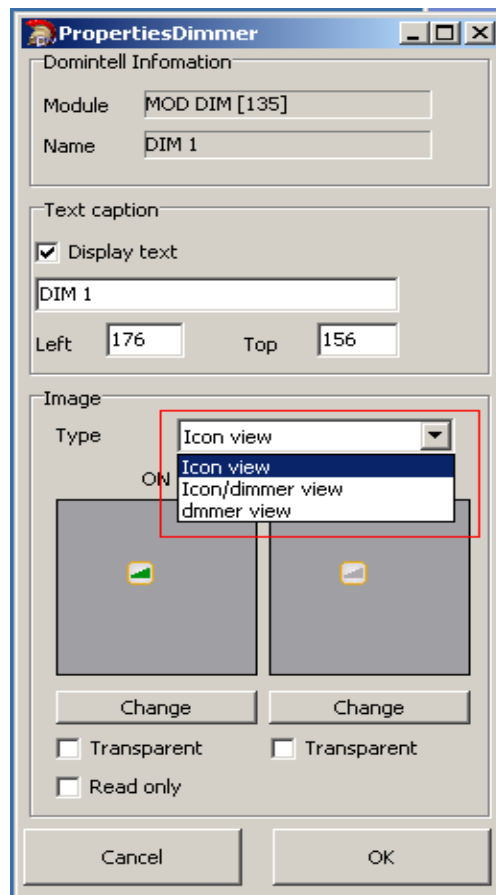 PropertiesDimmer
Domintell Infomation
Module MOD DIM [135]
Name DIM 1
Text caption
Display text
DIM 1
Left 176 Top 156
Image
Type Icon view
Icon view
ON Icon/dimmer view
dmmer view
Change Change
Transparent Transparent
Read only
Cancel OK